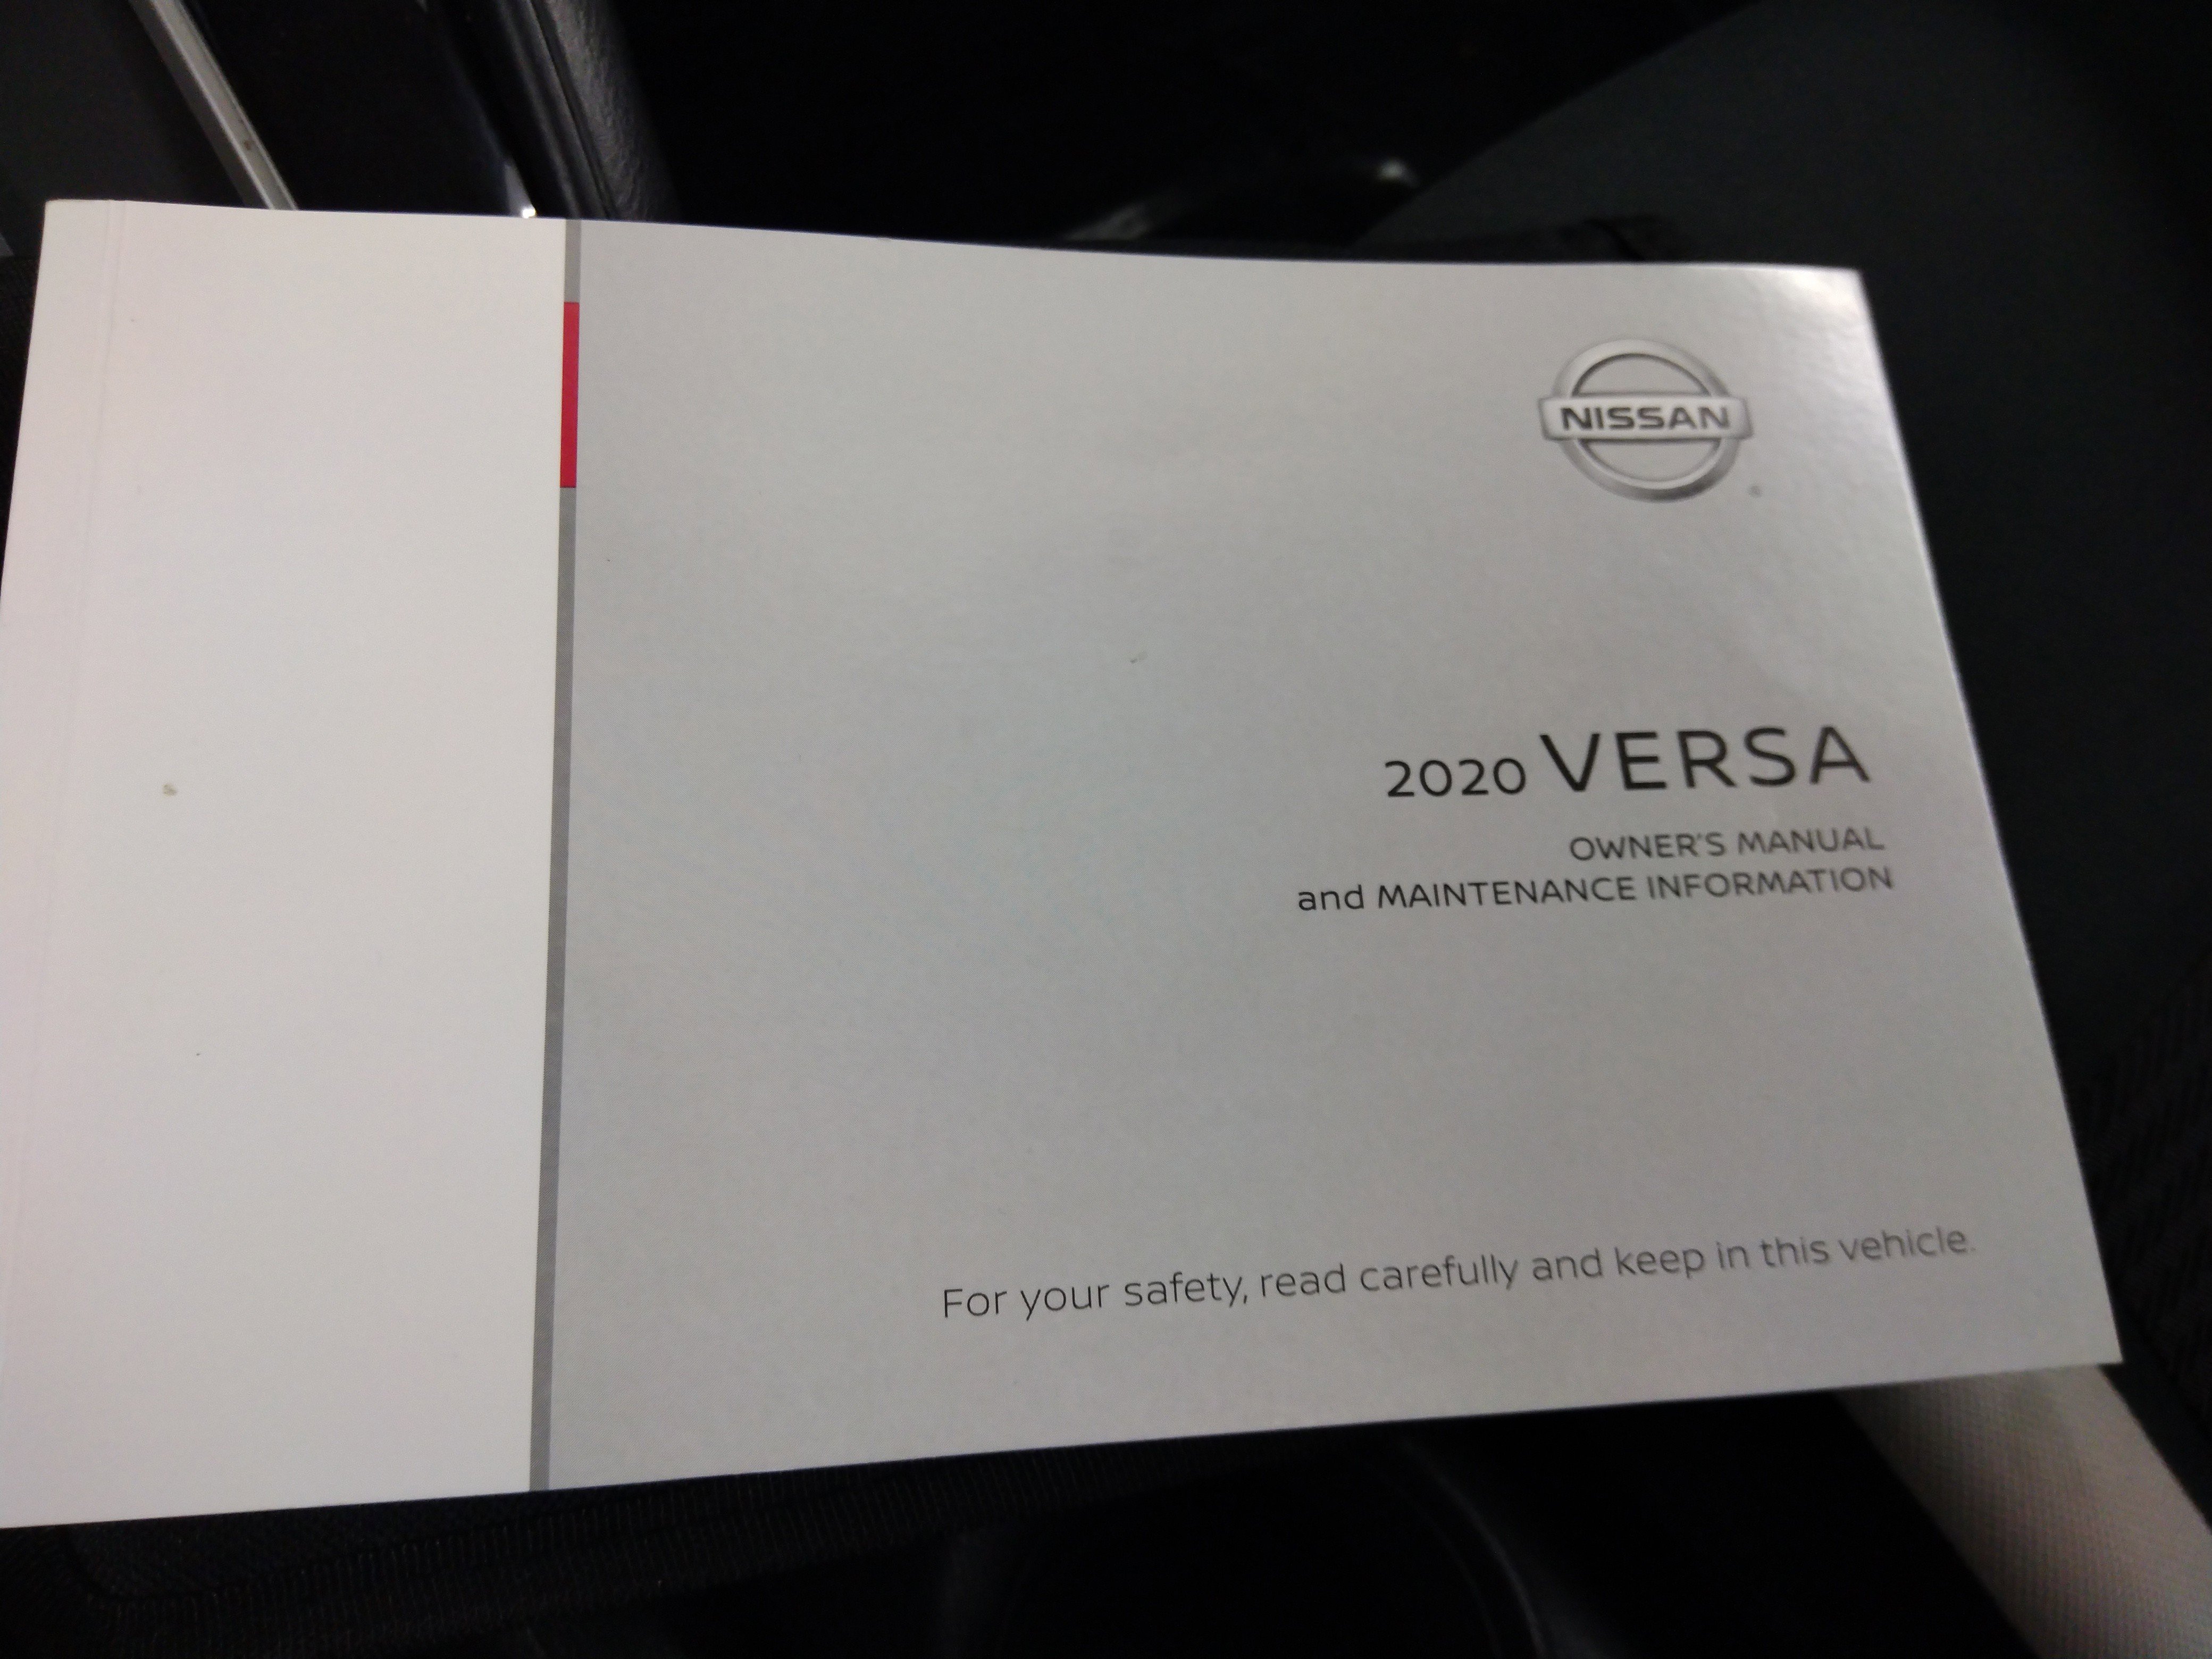 NISSAN
2020 VERSA
OWNER'S MANUAL
and MAINTENANCE INFORMATION
For your safety, read carefully and keep in this vehicle.